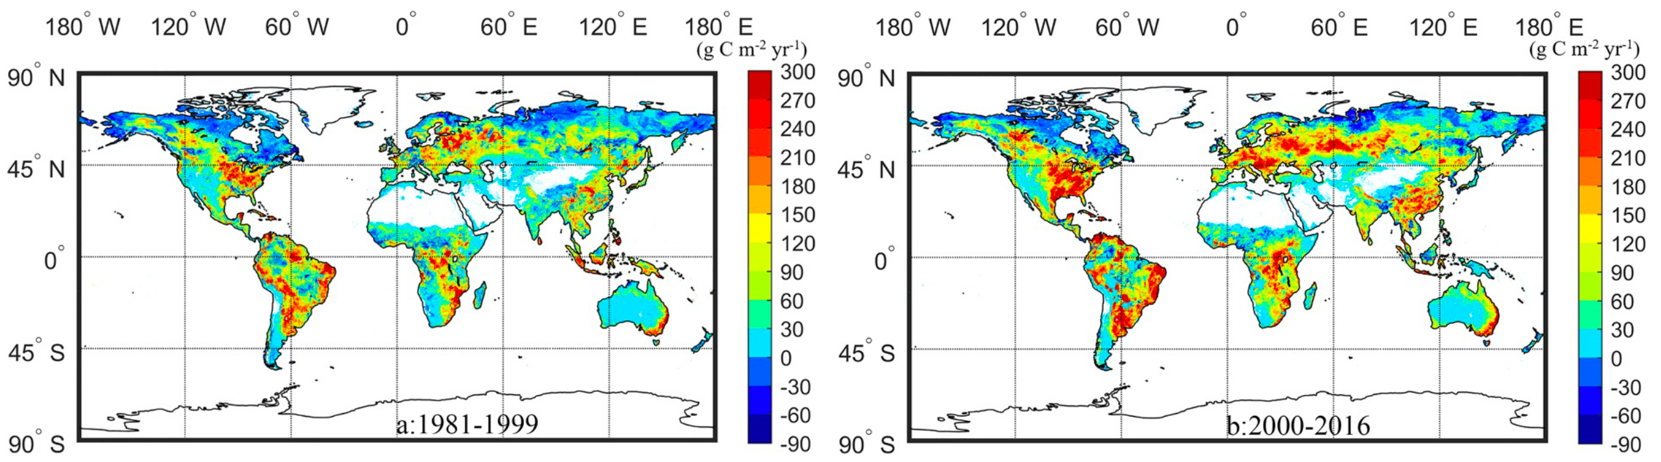 180° W 120° W 60° W 0° 60° E 120° E 180° E
(g C m-2 yr-1)
90° N
45° N
0°
45° S
90° S
300
270
240
210
180
150
120
90
60
30
0
-30
-60
-90
a:1981-1999
180° W 120° W 60° W 0° 60° E 120° E 180° E
(g C m-2 yr-1)
90° N
45° N
0°
45° S
90° S
300
270
240
210
180
150
120
90
60
30
0
-30
-60
-90
b:2000-2016